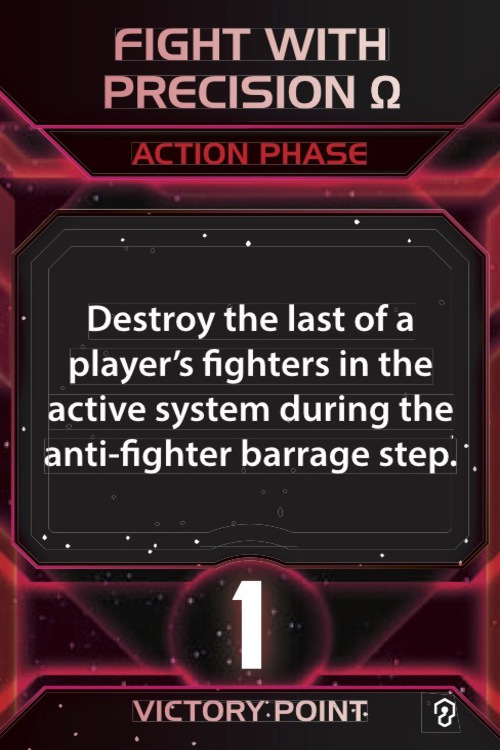 FIGHT WITH
PRECISION Ω
ACTION PHASE
Destroy the last of a
player’s fighters in the
active system during the
anti-fighter barrage step.
1
VICTORY POINT